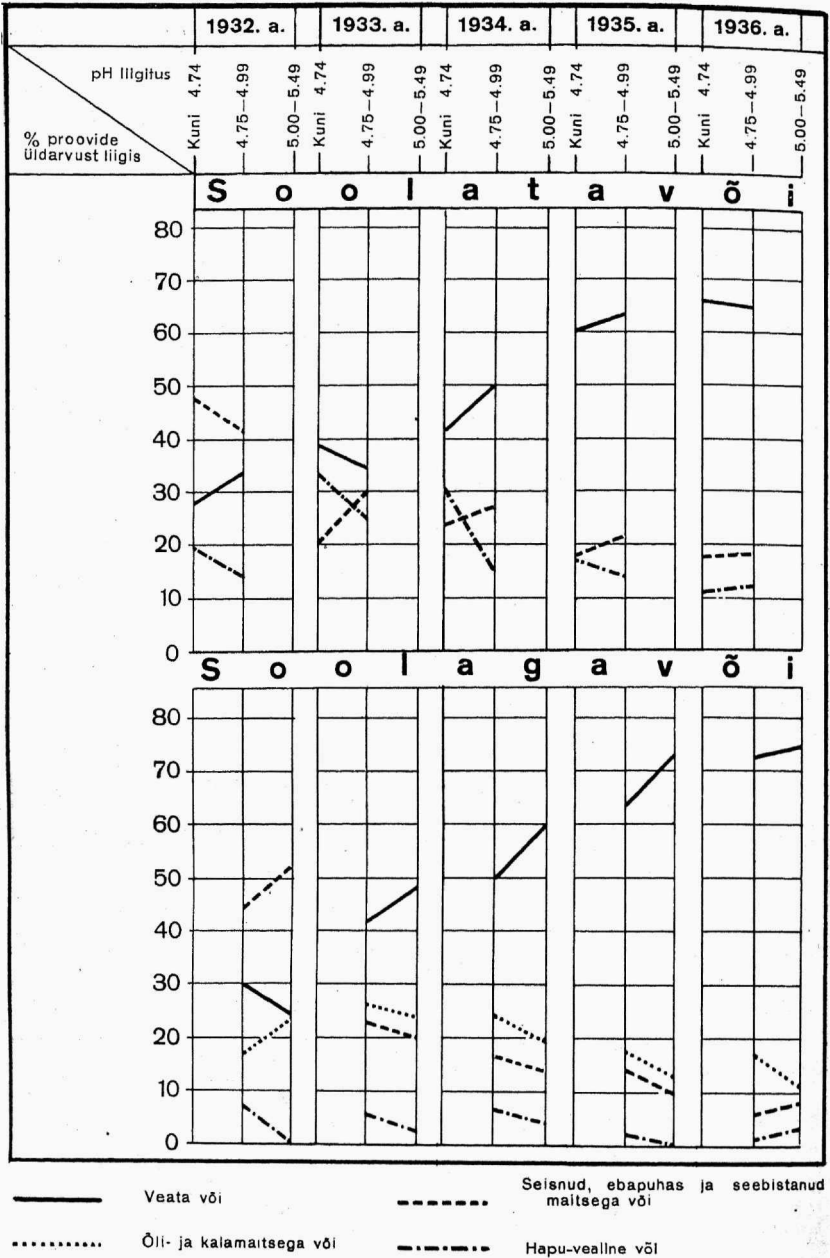 1932. a. 1933. a. 1934. a. 1935. a. 1936. a.
pH liigitus
% proovide
üldarvust liigis
Kuni 4.74 4.75–4.99 5.00–5.49 Kuni 4.74 4.75–4.99 5.00–5.49 Kuni 4.74 4.75–4.99 5.00–5.49 Kuni 4.74 4.75–4.99 5.00–5.49 Kuni 4.74 4.75–4.99 5.00–5.49
Soolata või
80
70
60
50
40
30
20
10
0
Soolaga või
80
70
60
50
40
30
20
10
0
Veata või
Seisnud, ebapuhas ja seebistanud
maitsega või
Õli- ja kalamaitsega või
Hapu-vealine või